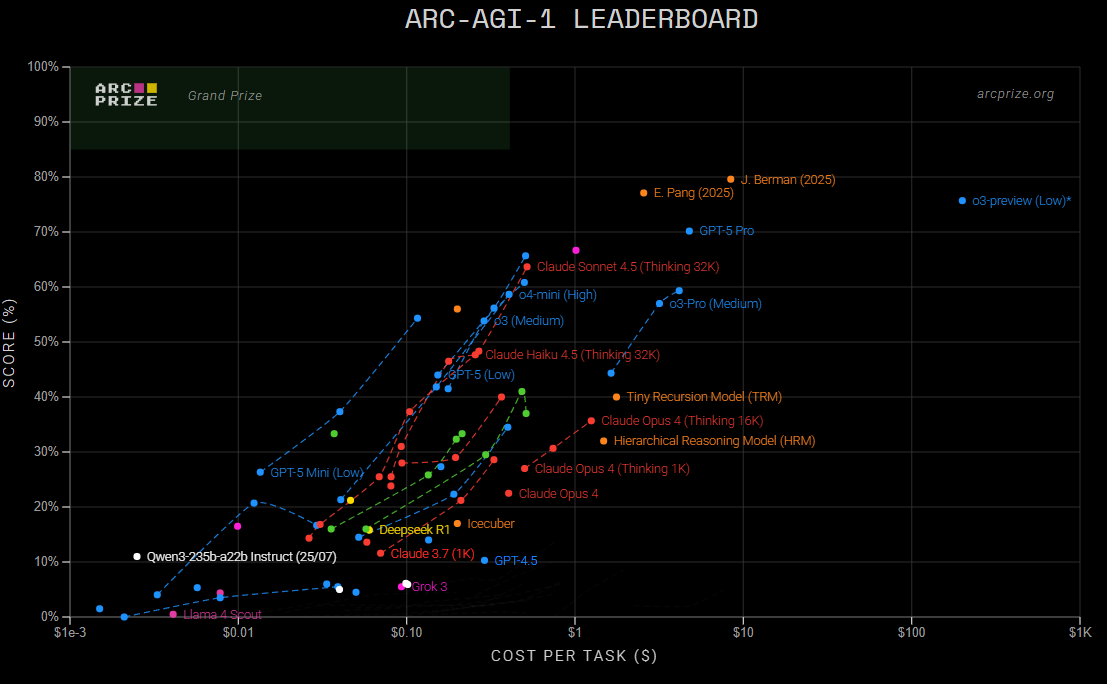 ARC-AGI-1 LEADERBOARD
100%
ARC
PRIZE
Grand Prize
arcprize.org
90%
80%
J. Berman (2025)
E. Pang (2025)
o3-preview (Low)*
70%
GPT-5 Pro
Claude Sonnet 4.5 (Thinking 32K)
60%
o4-mini (High)
o3-Pro (Medium)
o3 (Medium)
50%
Claude Haiku 4.5 (Thinking 32K)
GPT-5 (Low)
40%
Tiny Recursion Model (TRM)
Claude Opus 4 (Thinking 16K)
Hierarchical Reasoning Model (HRM)
30%
GPT-5 Mini (Low)
Claude Opus 4 (Thinking 1K)
Claude Opus 4
20%
Icecuber
Deepseek R1
Qwen3-235b-a22b Instruct (25/07)
Claude 3.7 (1K)
GPT-4.5
10%
Grok 3
Llama 4 Scout
0%
$1e-3
$0.01
$0.10
$1
$10
$100
$1K
COST PER TASK ($)
SCORE (%)